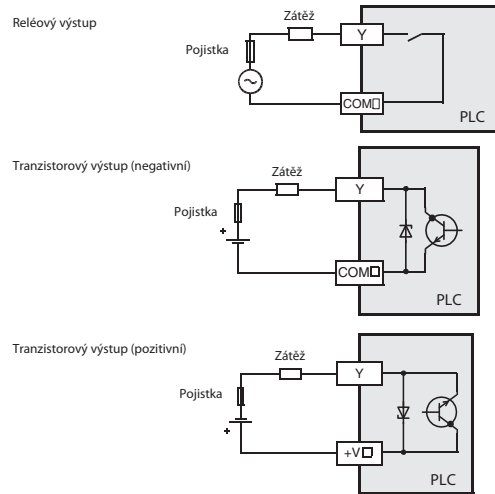 Reléový výstup
Zátěž
Pojistka
Y
COM□
PLC
Tranzistorový výstup (negativní)
Zátěž
Pojistka
+
Y
COM□
PLC
Tranzistorový výstup (pozitivní)
Zátěž
Pojistka
+
Y
+V□
PLC